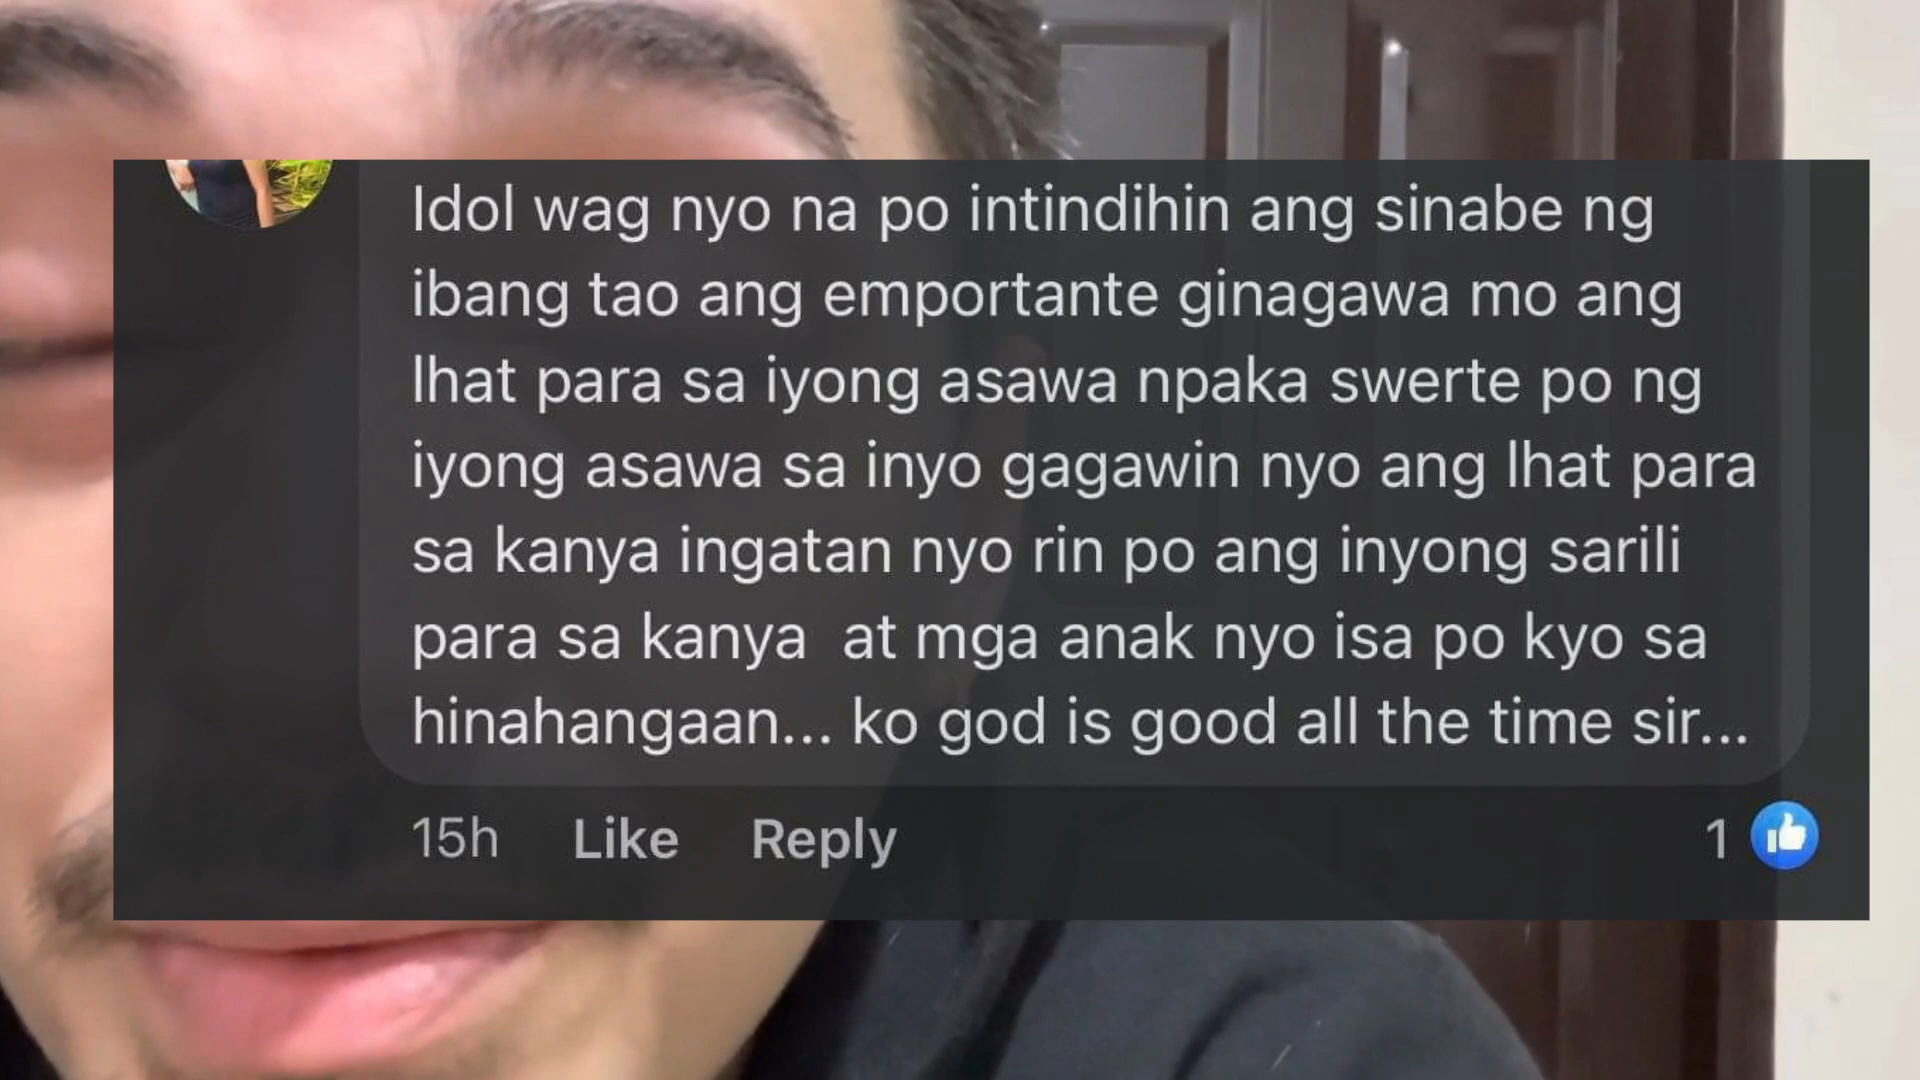 Idol wag nyo na po intindihin ang sinabe ng
ibang tao ang emportante ginagawa mo ang
lhat para sa iyong asawa npaka swerte po ng
iyong asawa sa inyo gagawin nyo ang lhat para
sa kanya ingatan nyo rin po ang inyong sarili
para sa kanya  at mga anak nyo isa po kyo sa
hinahangaan... ko god is good all the time sir...
15h Like Reply 1